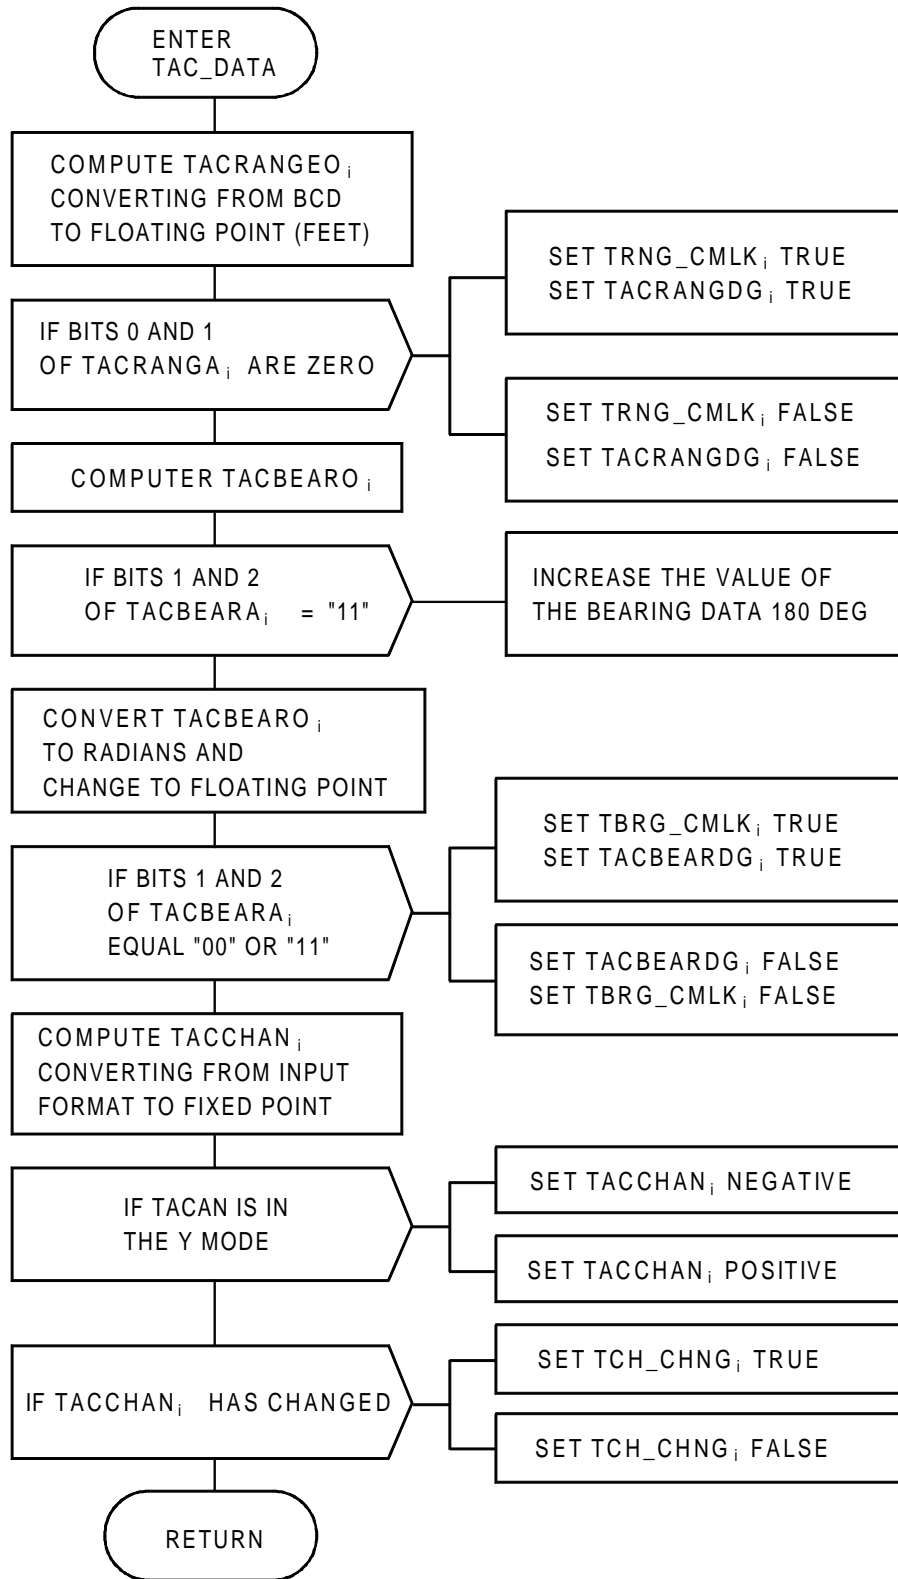 ENTER
TAC_DATA
COMPUTE TACRANGEO i
CONVERTING FROM BCD
TO FLOATING POINT (FEET)
IF BITS 0 AND 1
OF TACRANGA i ARE ZERO
SET TRNG_CMLK i TRUE
SET TACRANGDG i TRUE
SET TRNG_CMLK i FALSE
SET TACRANGDG i FALSE
COMPUTER TACBEARO i
IF BITS 1 AND 2
OF TACBEARA i = "11"
INCREASE THE VALUE OF
THE BEARING DATA 180 DEG
CONVERT TACBEARO i
TO RADIANS AND
CHANGE TO FLOATING POINT
IF BITS 1 AND 2
OF TACBEARA i
EQUAL "00" OR "11"
SET TBRG_CMLK i TRUE
SET TACBEARDG i TRUE
SET TACBEARDG i FALSE
SET TBRG_CMLK i FALSE
COMPUTE TACCHAN i
CONVERTING FROM INPUT
FORMAT TO FIXED POINT
IF TACAN IS IN
THE Y MODE
SET TACCHAN i NEGATIVE
SET TACCHAN i POSITIVE
IF TACCHAN i HAS CHANGED
SET TCH_CHNG i TRUE
SET TCH_CHNG i FALSE
RETURN